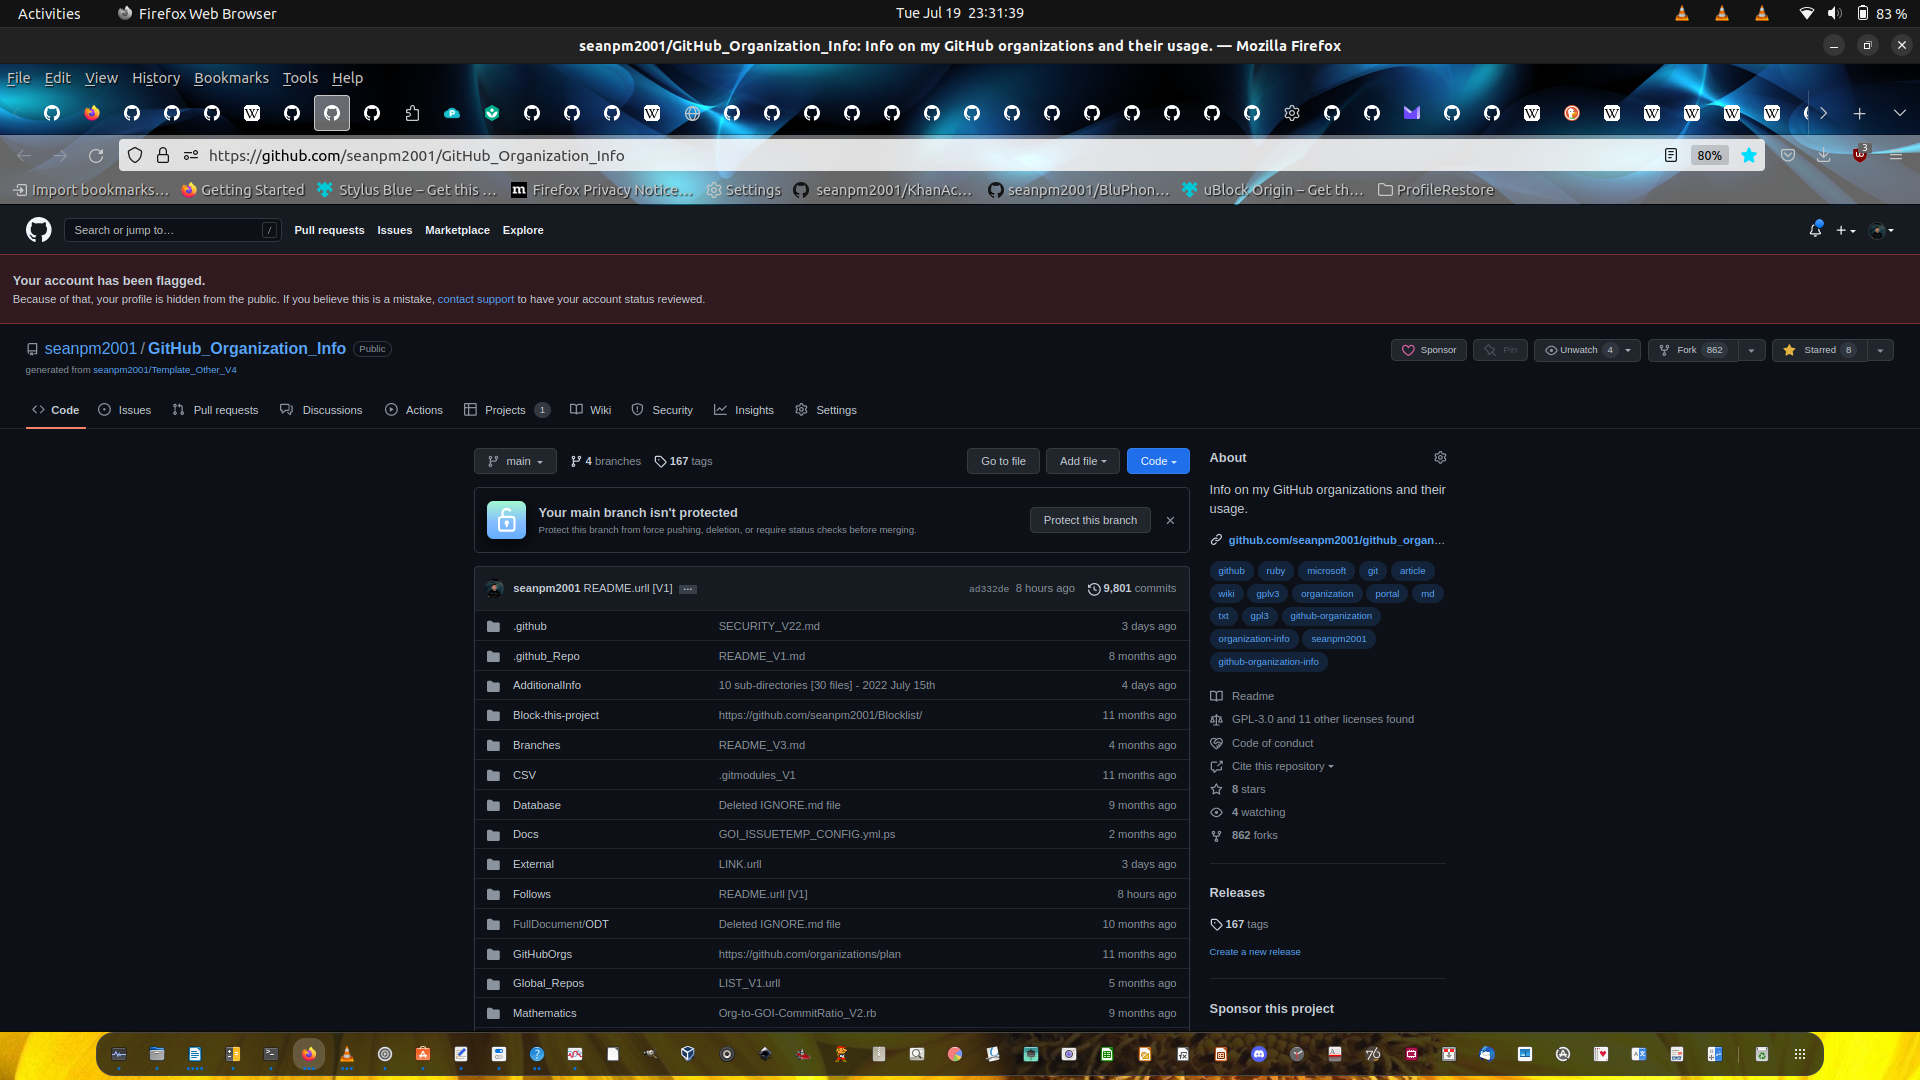 Activities
Firefox Web Browser
Tue Jul 19 23:31:39
83 %
seanpm2001/GitHub_Organization_Info: Info on my GitHub organizations and their usage. — Mozilla Firefox
File Edit View History Bookmarks Tools Help
https://github.com/seanpm2001/GitHub_Organization_Info
80%
3
Import bookmarks…
Getting Started
Stylus Blue – Get this …
Firefox Privacy Notice…
Settings
seanpm2001/KhanAc…
seanpm2001/BluPhon…
uBlock Origin – Get th…
ProfileRestore
Search or jump to…
/
Pull requests
Issues
Marketplace
Explore
Your account has been flagged.
Because of that, your profile is hidden from the public. If you believe this is a mistake, contact support to have your account status reviewed.
seanpm2001 / GitHub_Organization_Info
Public
Sponsor
Pin
Unwatch 4
Fork 862
Starred 8
generated from seanpm2001/Template_Other_V4
Code
Issues
Pull requests
Discussions
Actions
Projects 1
Wiki
Security
Insights
Settings
main
4 branches
167 tags
Go to file
Add file
Code
Your main branch isn't protected
Protect this branch from force pushing, deletion, or require status checks before merging.
Protect this branch
seanpm2001 README.urll [V1] …
ad332de 8 hours ago
9,801 commits
.github SECURITY_V22.md 3 days ago
.github_Repo README_V1.md 8 months ago
AdditionalInfo 10 sub-directories [30 files] - 2022 July 15th 4 days ago
Block-this-project https://github.com/seanpm2001/Blocklist/ 11 months ago
Branches README_V3.md 4 months ago
CSV .gitmodules_V1 11 months ago
Database Deleted IGNORE.md file 9 months ago
Docs GOI_ISSUETEMP_CONFIG.yml.ps 2 months ago
External LINK.urll 3 days ago
Follows README.urll [V1] 8 hours ago
FullDocument/ODT Deleted IGNORE.md file 10 months ago
GitHubOrgs https://github.com/organizations/plan 11 months ago
Global_Repos LIST_V1.urll 5 months ago
Mathematics Org-to-GOI-CommitRatio_V2.rb 9 months ago
About
Info on my GitHub organizations and their
usage.
github.com/seanpm2001/github_organ…
github ruby microsoft git article
wiki gplv3 organization portal md
txt gpl3 github-organization
organization-info seanpm2001
github-organization-info
Readme
GPL-3.0 and 11 other licenses found
Code of conduct
Cite this repository
8 stars
4 watching
862 forks
Releases
167 tags
Create a new release
Sponsor this project